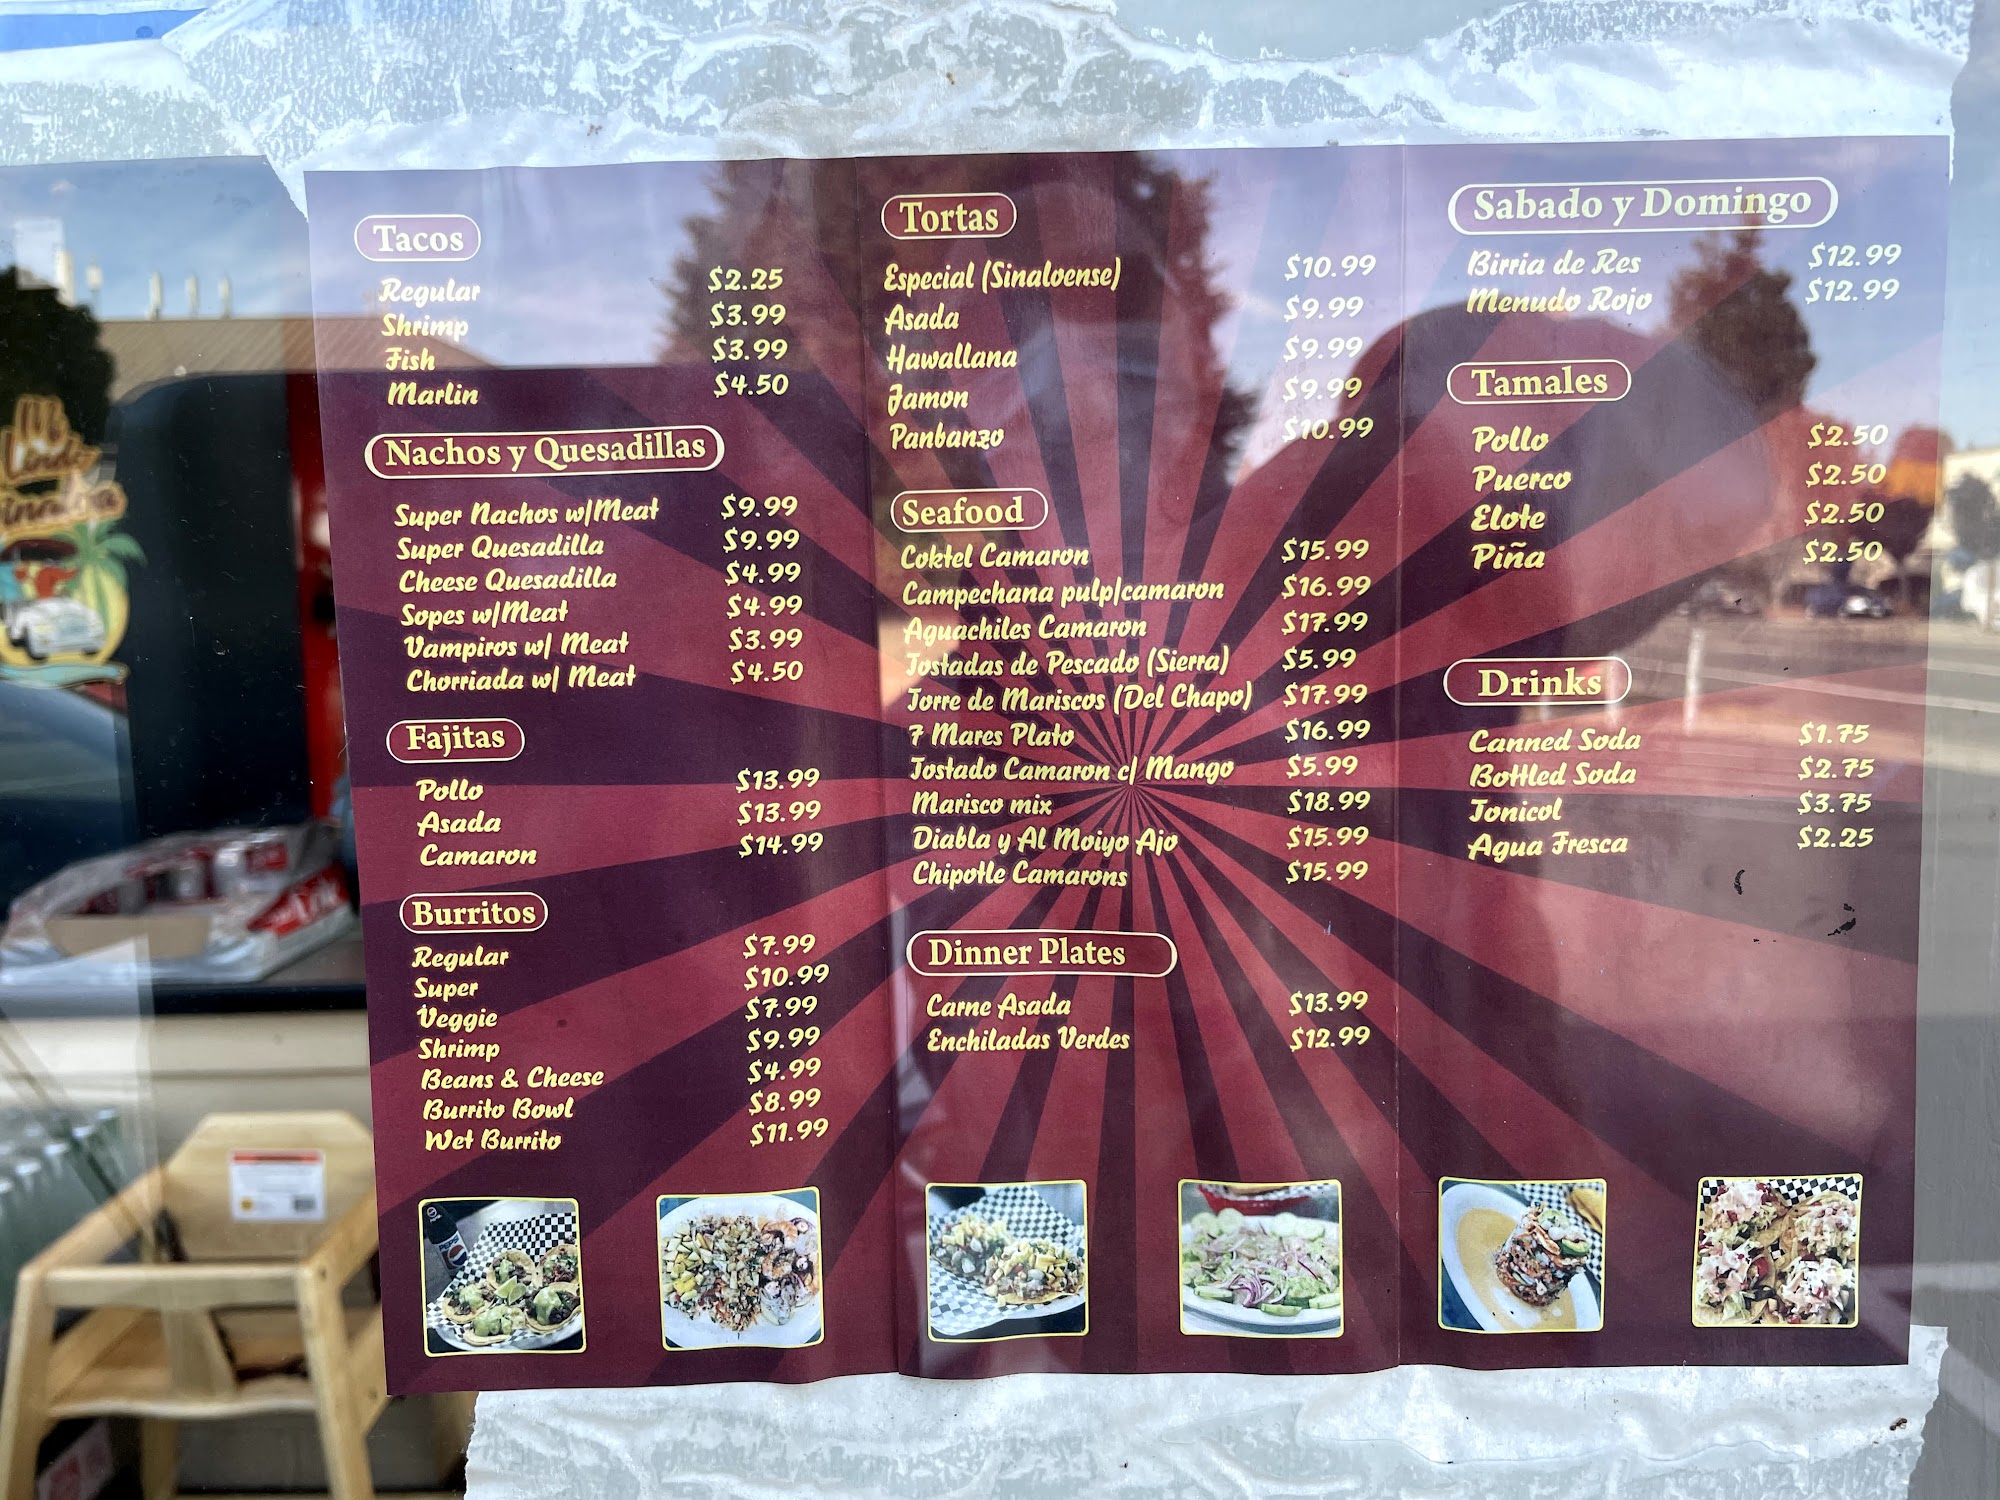 Tacos
Regular $2.25
Shrimp $3.99
Fish $3.99
Marlin $4.50
Nachos y Quesadillas
Super Nachos w/Meat $9.99
Super Quesadilla $9.99
Cheese Quesadilla $4.99
Sopes w/Meat $4.99
Vampiros w/ Meat $3.99
Chorriada w/ Meat $4.50
Fajitas
Pollo $13.99
Asada $13.99
Camaron $14.99
Burritos
Regular $7.99
Super $10.99
Veggie $7.99
Shrimp $9.99
Beans & Cheese $4.99
Burrito Bowl $8.99
Wet Burrito $11.99
Tortas
Especial (Sinaloense) $10.99
Asada $9.99
Hawallana $9.99
Jamon $9.99
Panbanzo $10.99
Seafood
Coktel Camaron $15.99
Campechana pulp/camaron $16.99
Aguachiles Camaron $17.99
Tostadas de Pescado (Sierra) $5.99
Torre de Mariscos (Del Chapo) $17.99
7 Mares Plato $16.99
Tostado Camaron c/ Mango $5.99
Marisco mix $18.99
Diabla y Al Moiyo Ajo $15.99
Chipotle Camarons $15.99
Dinner Plates
Carne Asada $13.99
Enchiladas Verdes $12.99
Sabado y Domingo
Birria de Res $12.99
Menudo Rojo $12.99
Tamales
Pollo $2.50
Puerco $2.50
Elote $2.50
Piña $2.50
Drinks
Canned Soda $1.75
Bottled Soda $2.75
Tonicol $3.75
Agua Fresca $2.25
Mi
Lindo
Sinaloa
PEPSI